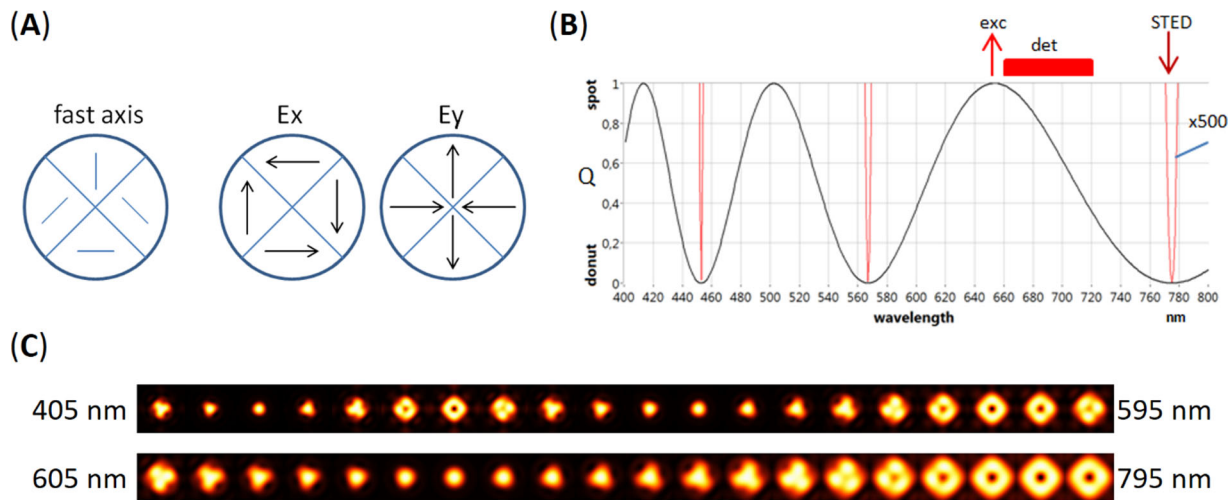 (A)
fast axis
Ex
Ey
(B)
exc
det
STED
x500
spot
1
0,8
0,6
Q
0,4
0,2
donut
0
400 420 440 460 480 500 520 540 560 580 600 620 640 660 680 700 720 740 760 780 800
wavelength
nm
(C)
405 nm
595 nm
605 nm
795 nm